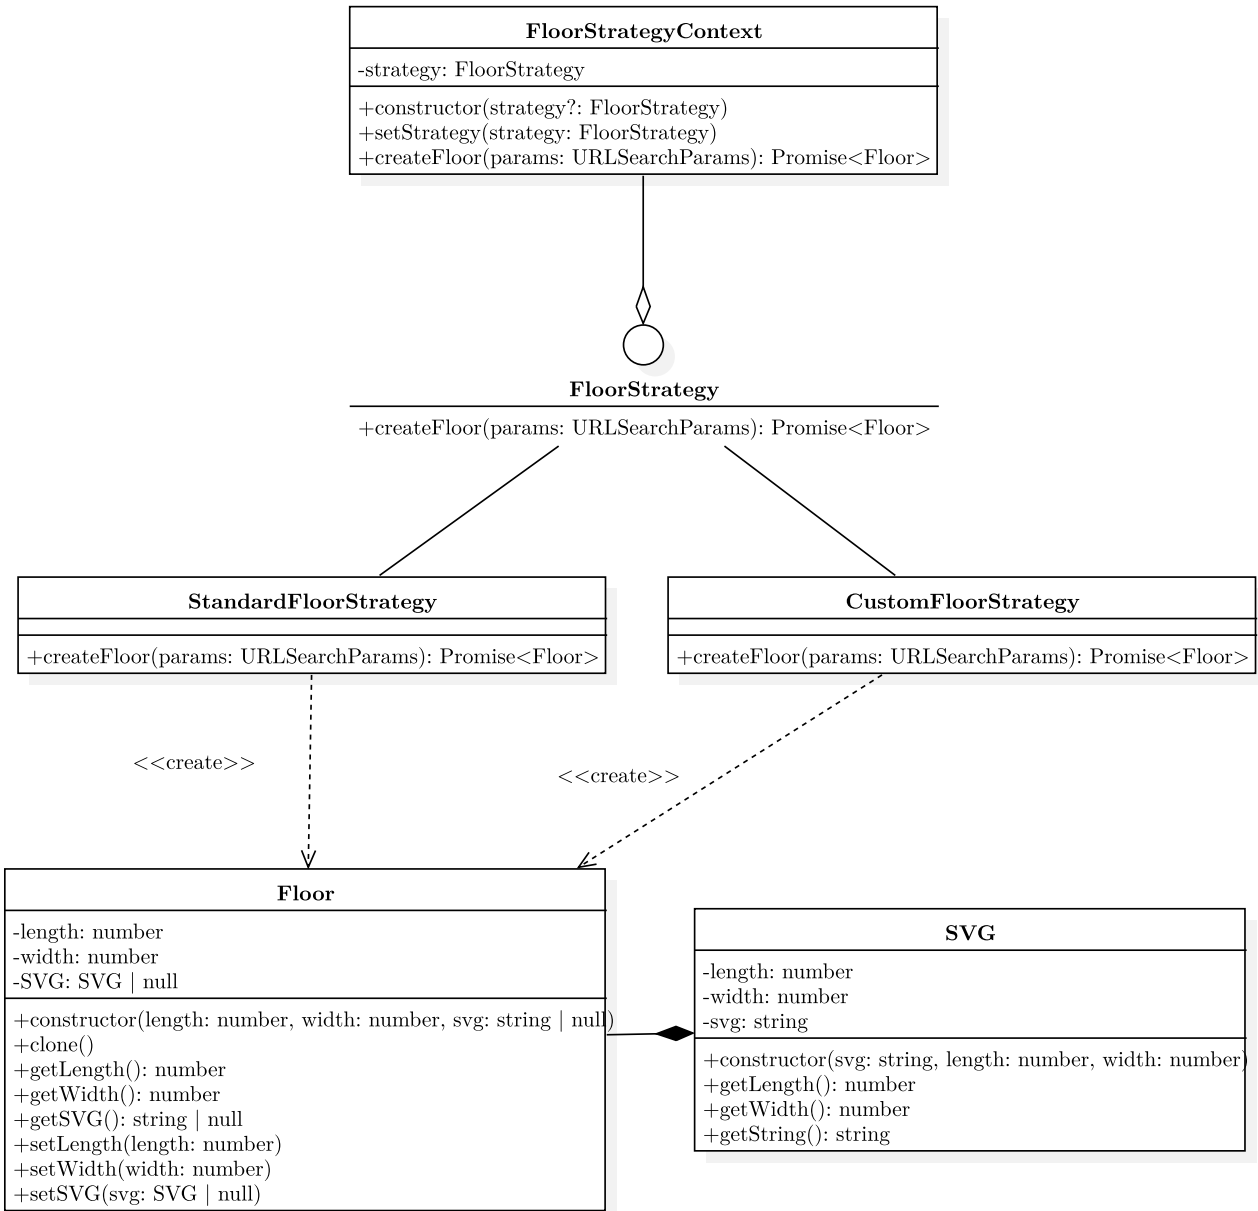 FloorStrategyContext
-strategy: FloorStrategy
+constructor(strategy?: FloorStrategy)
+setStrategy(strategy: FloorStrategy)
+createFloor(params: URLSearchParams): Promise<Floor>
FloorStrategy
+createFloor(params: URLSearchParams): Promise<Floor>
StandardFloorStrategy
+createFloor(params: URLSearchParams): Promise<Floor>
CustomFloorStrategy
+createFloor(params: URLSearchParams): Promise<Floor>
<<create>>
<<create>>
Floor
-length: number
-width: number
-SVG: SVG | null
+constructor(length: number, width: number, svg: string | null)
+clone()
+getLength(): number
+getWidth(): number
+getSVG(): string | null
+setLength(length: number)
+setWidth(width: number)
+setSVG(svg: SVG | null)
SVG
-length: number
-width: number
-svg: string
+constructor(svg: string, length: number, width: number)
+getLength(): number
+getWidth(): number
+getString(): string